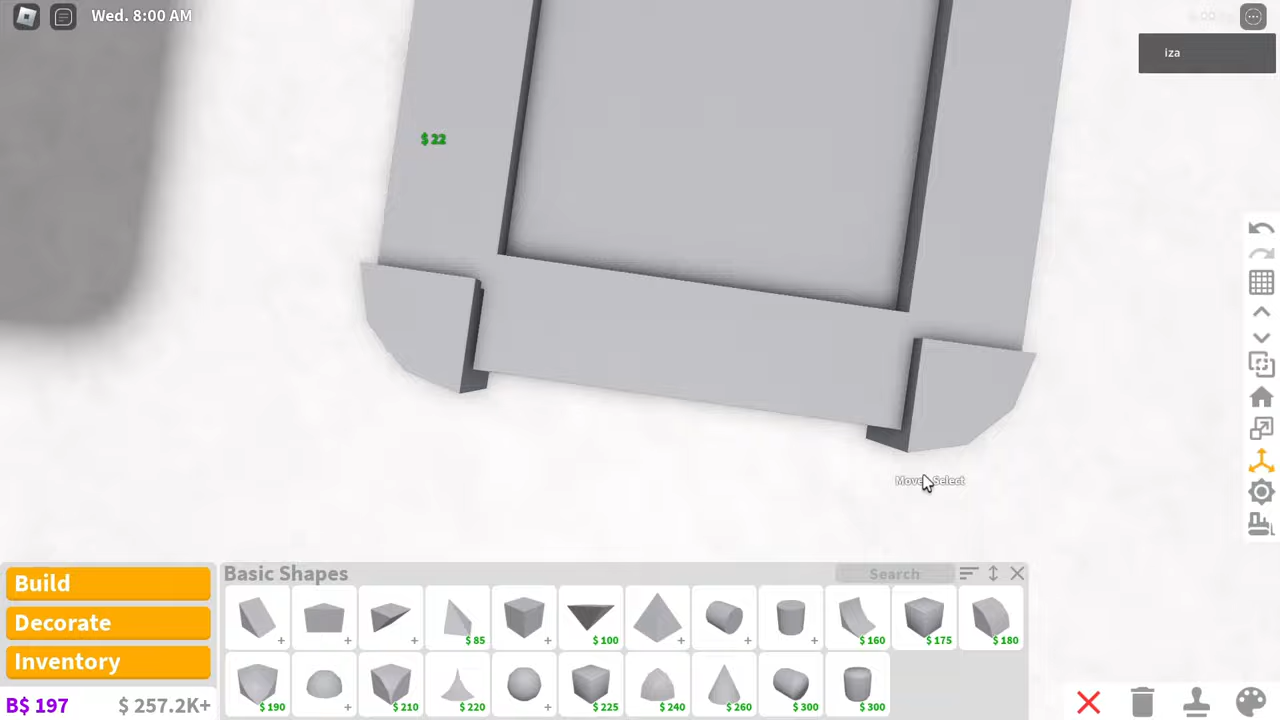 Wed. 8:00 AM
iza
$ 22
Move Select
Build
Decorate
Inventory
B$ 197
$ 257.2K+
Basic Shapes
Search
+
+
+
$ 85
+
$ 100
+
+
+
$ 160
$ 175
$ 180
$ 190
+
$ 210
$ 220
+
$ 225
$ 240
$ 260
$ 300
$ 300